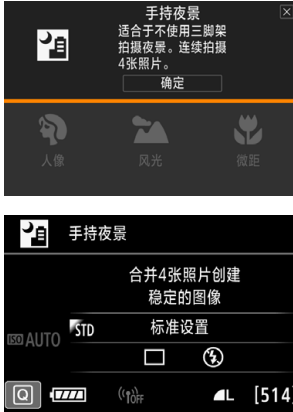 手持夜景
适合于不使用三脚架
拍摄夜景。连续拍摄
4张照片。
确定
人像
风光
微距
手持夜景
合并4张照片创建
稳定的图像
ISO AUTO
STD
标准设置
Q
OFF
L
[514]